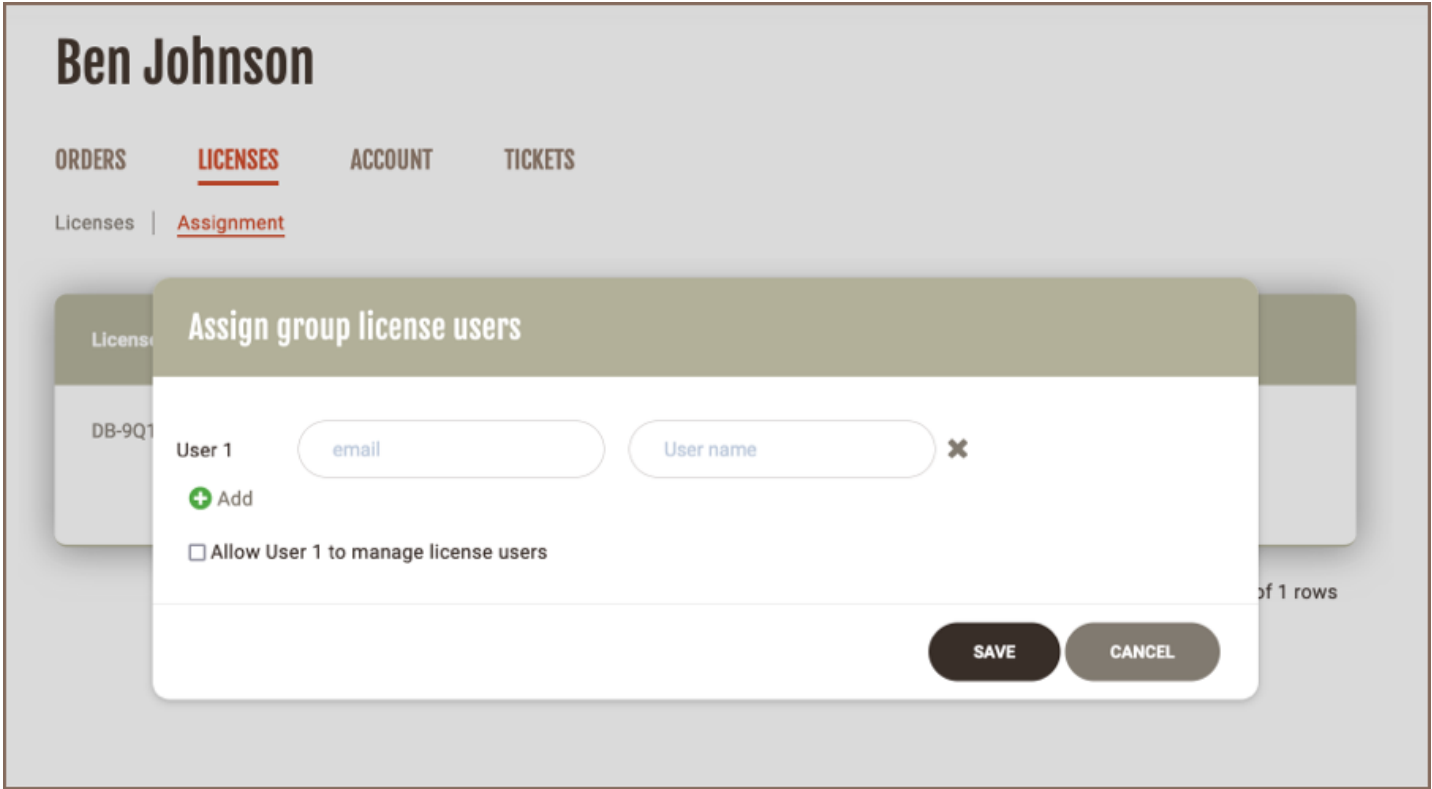 Ben Johnson
ORDERS LICENSES ACCOUNT TICKETS
Licenses | Assignment
Assign group license users
User 1 email User name
Add
Allow User 1 to manage license users
of 1 rows
SAVE CANCEL